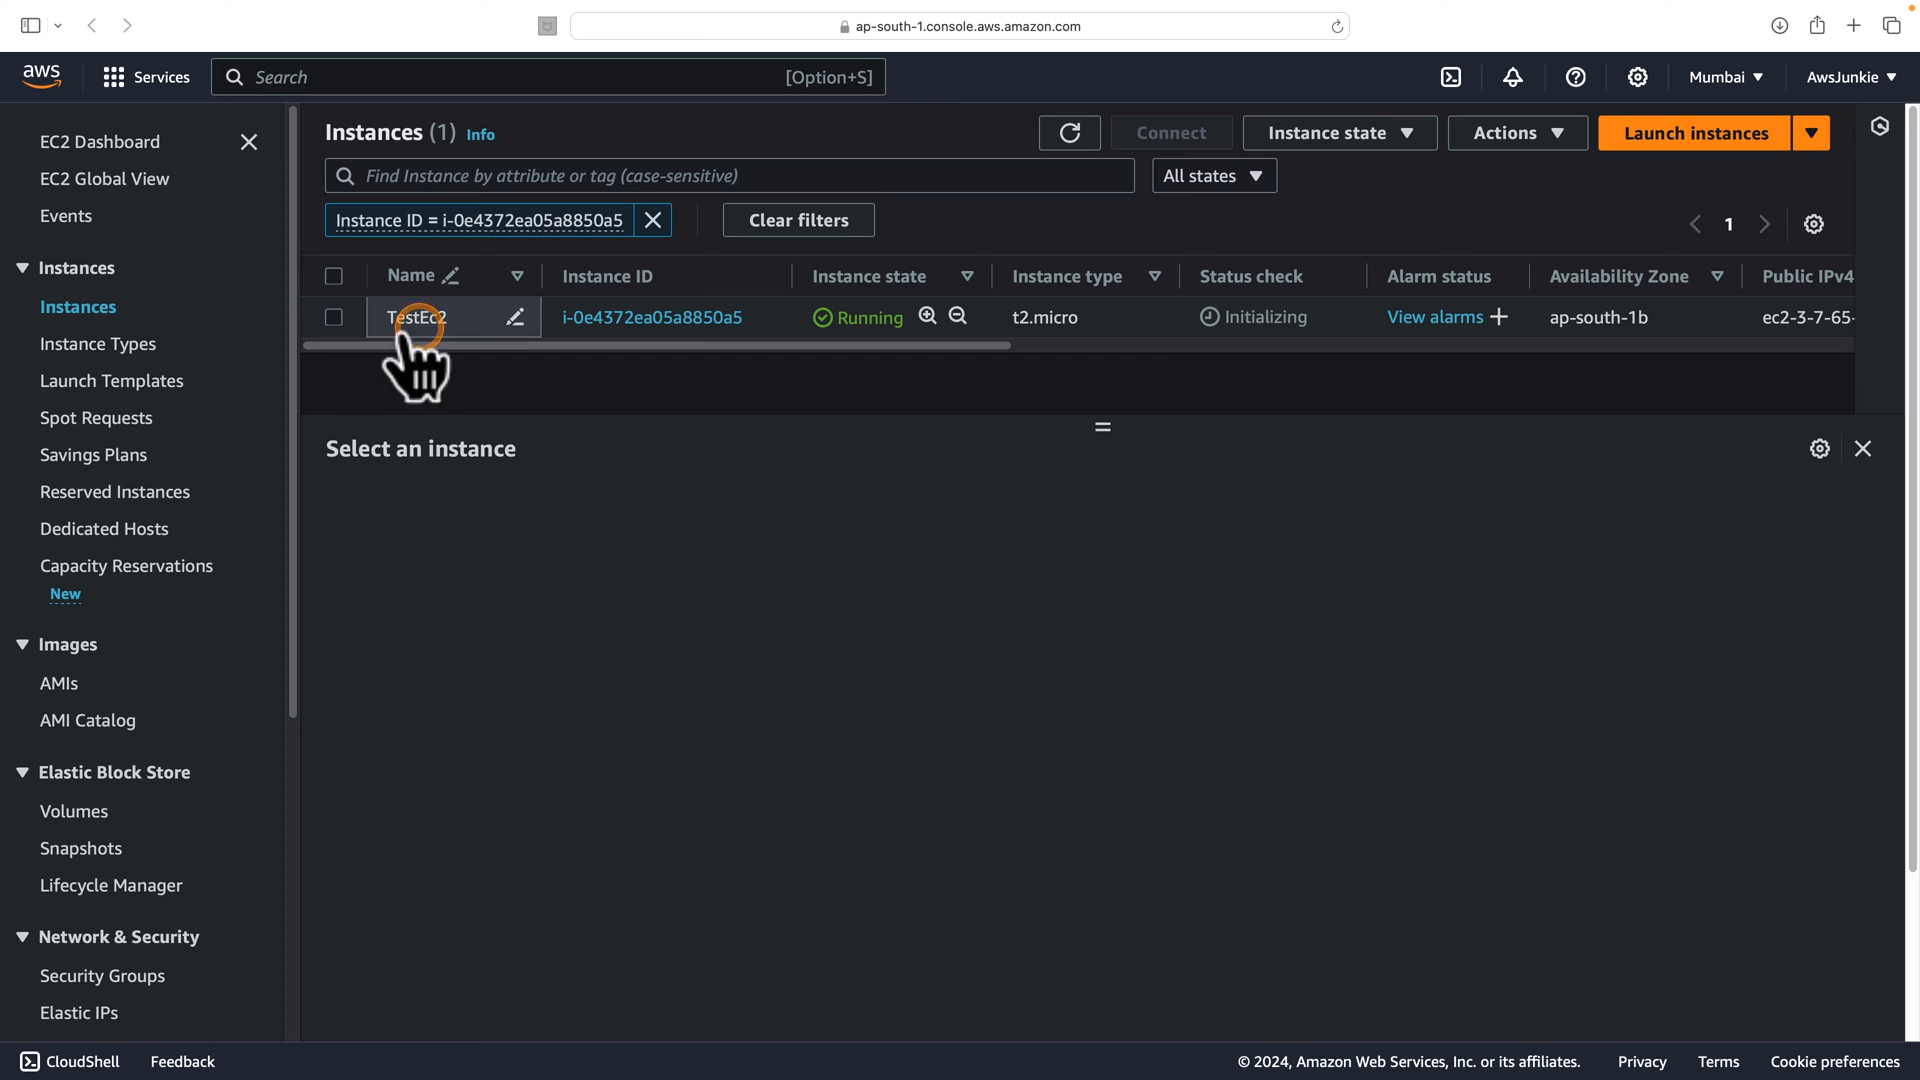 ap-south-1.console.aws.amazon.com
aws
Services
Search
[Option+S]
Mumbai
AwsJunkie
EC2 Dashboard
EC2 Global View
Events
Instances
Instances
Instance Types
Launch Templates
Spot Requests
Savings Plans
Reserved Instances
Dedicated Hosts
Capacity Reservations
New
Images
AMIs
AMI Catalog
Elastic Block Store
Volumes
Snapshots
Lifecycle Manager
Network & Security
Security Groups
Elastic IPs
Instances (1) Info
Connect
Instance state
Actions
Launch instances
Find Instance by attribute or tag (case-sensitive)
All states
Instance ID = i-0e4372ea05a8850a5
Clear filters
1
Name
Instance ID
Instance state
Instance type
Status check
Alarm status
Availability Zone
Public IPv4
TestEc2
i-0e4372ea05a8850a5
Running
t2.micro
Initializing
View alarms
ap-south-1b
ec2-3-7-65-
Select an instance
CloudShell
Feedback
© 2024, Amazon Web Services, Inc. or its affiliates.
Privacy
Terms
Cookie preferences